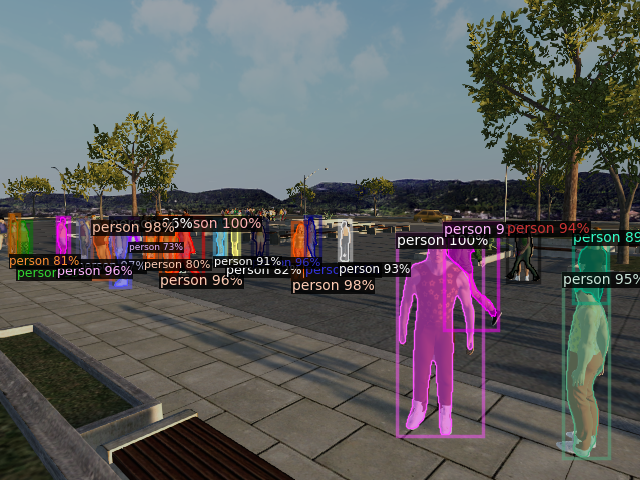 person 9
person 94%
person 98%
5%
son 100%
person 100%
person 89
person 73%
person 81%
person 80%
person 91%
96%
person 96%
person 82%
person 93%
person 96%
person 98%
person 95%